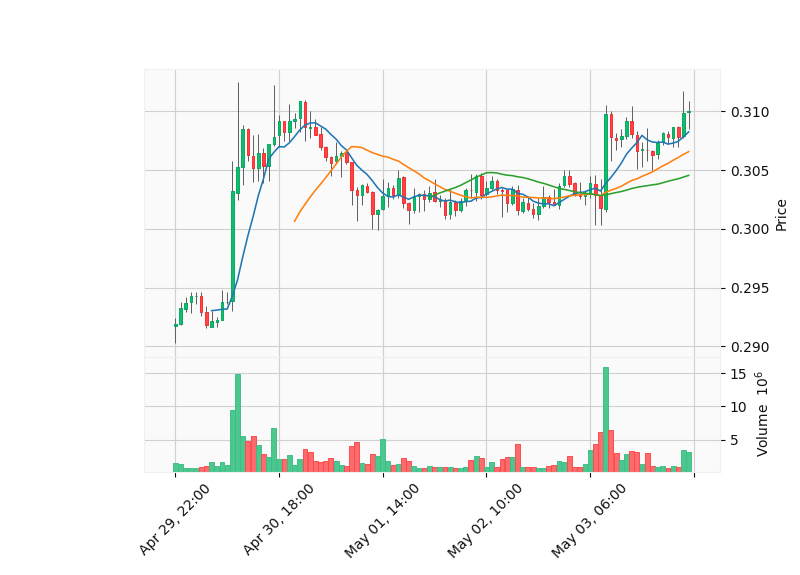 0.310
0.305
0.300
0.295
0.290
Price
15
10
5
Volume 10^6
Apr 29, 22:00
Apr 30, 18:00
May 01, 14:00
May 02, 10:00
May 03, 06:00